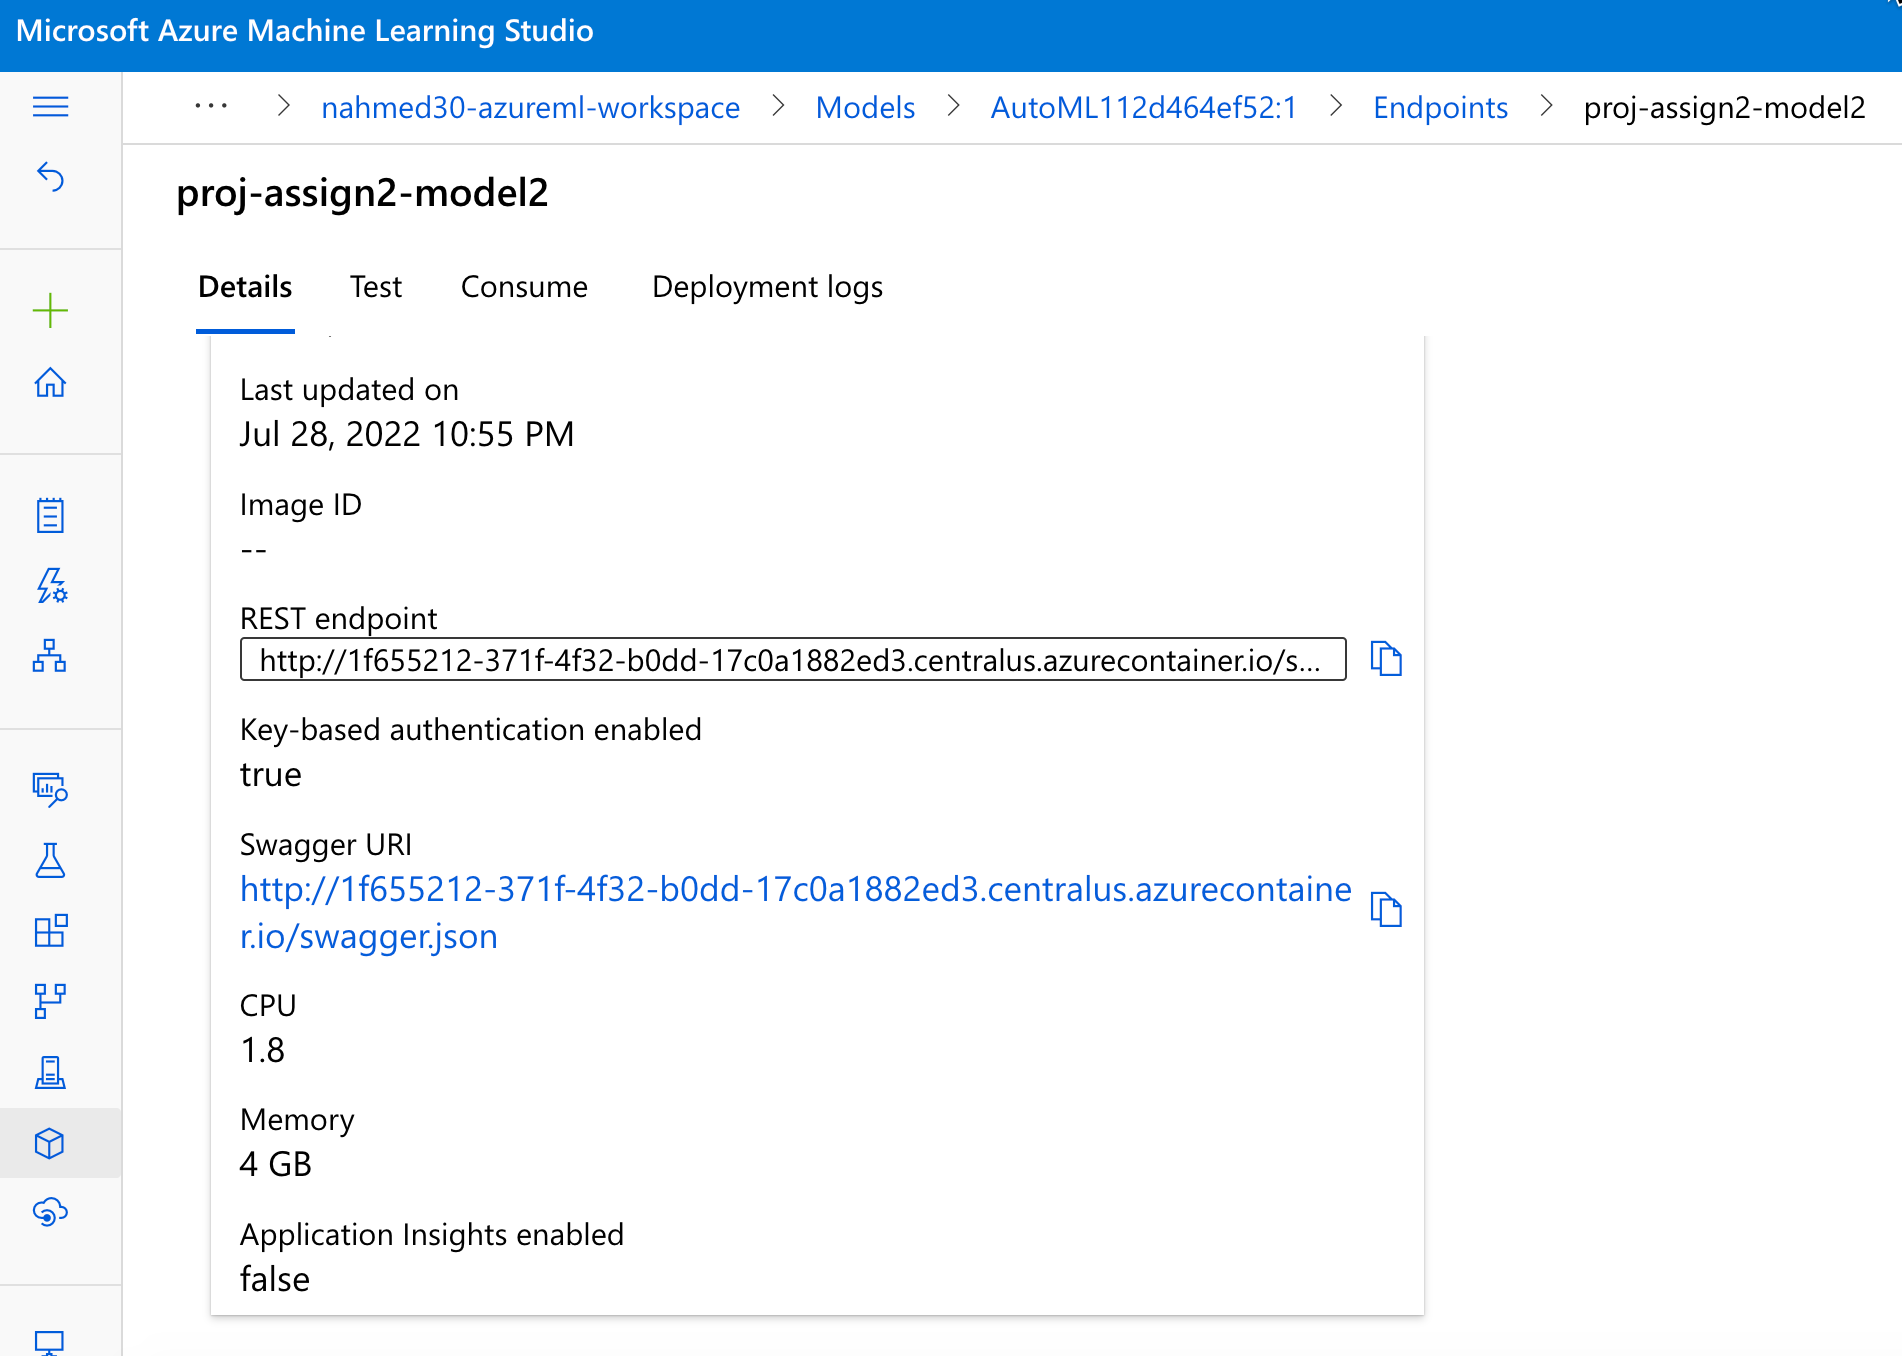 Microsoft Azure Machine Learning Studio
... > nahmed30-azureml-workspace > Models > AutoML112d464ef52:1 > Endpoints > proj-assign2-model2
proj-assign2-model2
Details Test Consume Deployment logs
Last updated on
Jul 28, 2022 10:55 PM
Image ID
--
REST endpoint
http://1f655212-371f-4f32-b0dd-17c0a1882ed3.centralus.azurecontainer.io/s...
Key-based authentication enabled
true
Swagger URI
http://1f655212-371f-4f32-b0dd-17c0a1882ed3.centralus.azurecontaine
r.io/swagger.json
CPU
1.8
Memory
4 GB
Application Insights enabled
false